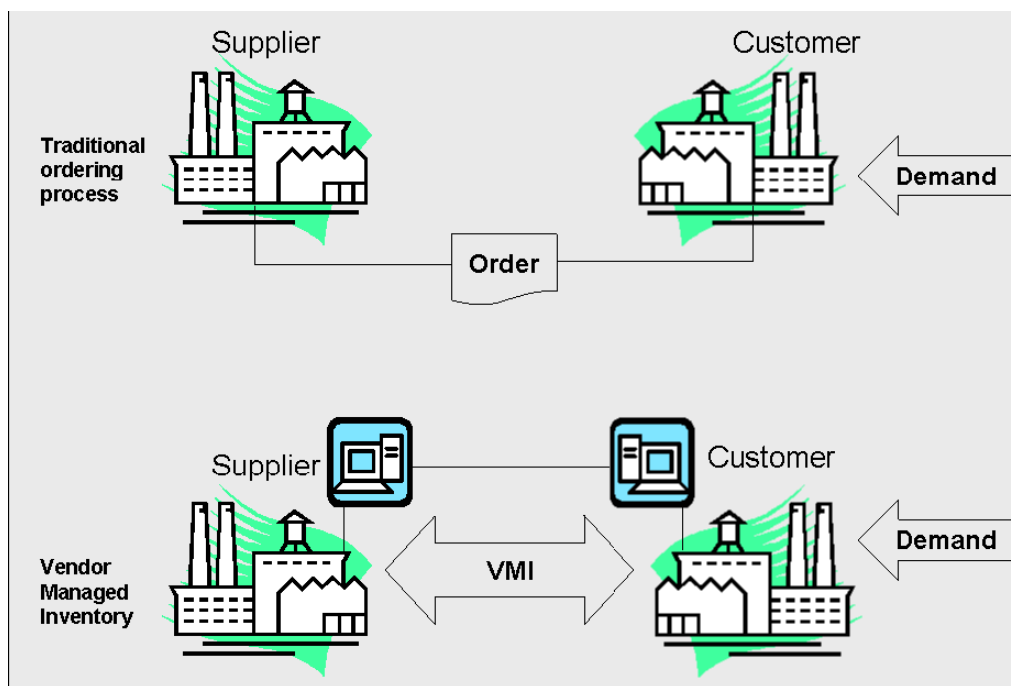 Supplier
Customer
Traditional
ordering
process
Demand
Order
Supplier
Customer
Vendor
Managed
Inventory
VMI
Demand